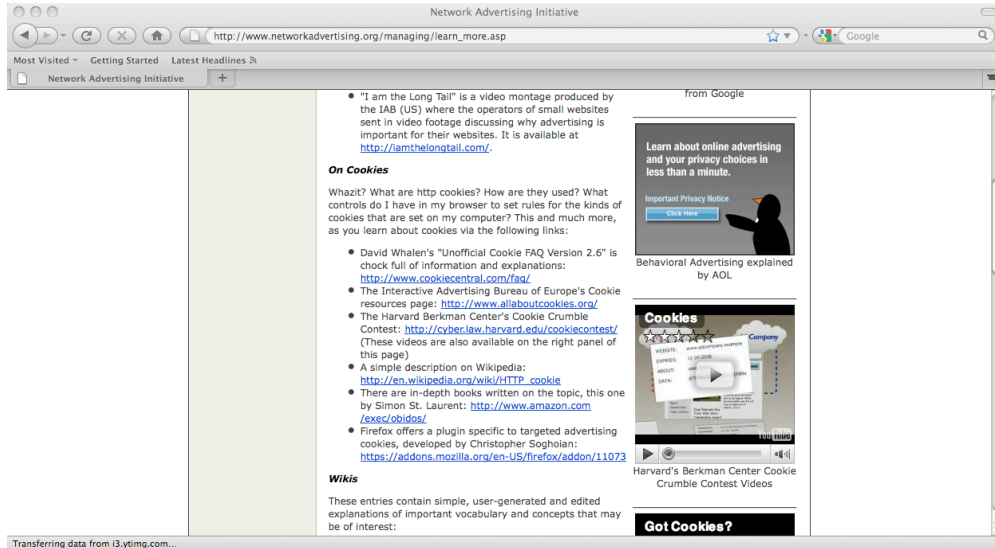 Network Advertising Initiative
http://www.networkadvertising.org/managing/learn_more.asp
Google
Most Visited Getting Started Latest Headlines
Network Advertising Initiative
+
• "I am the Long Tail" is a video montage produced by
the IAB (US) where the operators of small websites
sent in video footage discussing why advertising is
important for their websites. It is available at
http://iamthelongtail.com/.
On Cookies
Whazit? What are http cookies? How are they used? What
controls do I have in my browser to set rules for the kinds of
cookies that are set on my computer? This and much more,
as you learn about cookies via the following links:
• David Whalen's "Unofficial Cookie FAQ Version 2.6" is
chock full of information and explanations:
http://www.cookiecentral.com/faq/
• The Interactive Advertising Bureau of Europe's Cookie
resources page: http://www.allaboutcookies.org/
• The Harvard Berkman Center's Cookie Crumble
Contest: http://cyber.law.harvard.edu/cookiecontest/
(These videos are also available on the right panel of
this page)
• A simple description on Wikipedia:
http://en.wikipedia.org/wiki/HTTP_cookie
• There are in-depth books written on the topic, this one
by Simon St. Laurent: http://www.amazon.com
/exec/obidos/
• Firefox offers a plugin specific to targeted advertising
cookies, developed by Christopher Soghoian:
https://addons.mozilla.org/en-US/firefox/addon/11073
Wikis
These entries contain simple, user-generated and edited
explanations of important vocabulary and concepts that may
be of interest:
from Google
Learn about online advertising
and your privacy choices in
less than a minute.
Important Privacy Notice
Click Here
Behavioral Advertising explained
by AOL
Cookies
Company
WEBSITE: www.adcompany.example
EXPIRES: 12-31-2038
ABOUT:
DATA:
YouTube
Harvard's Berkman Center Cookie
Crumble Contest Videos
Got Cookies?
Transferring data from i3.ytimg.com...